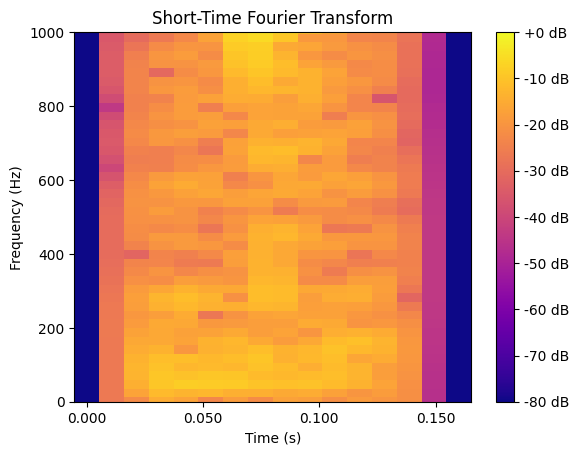 Short-Time Fourier Transform
1000
800
600
400
200
0
Frequency (Hz)
0.000
0.050
0.100
0.150
Time (s)
+0 dB
-10 dB
-20 dB
-30 dB
-40 dB
-50 dB
-60 dB
-70 dB
-80 dB